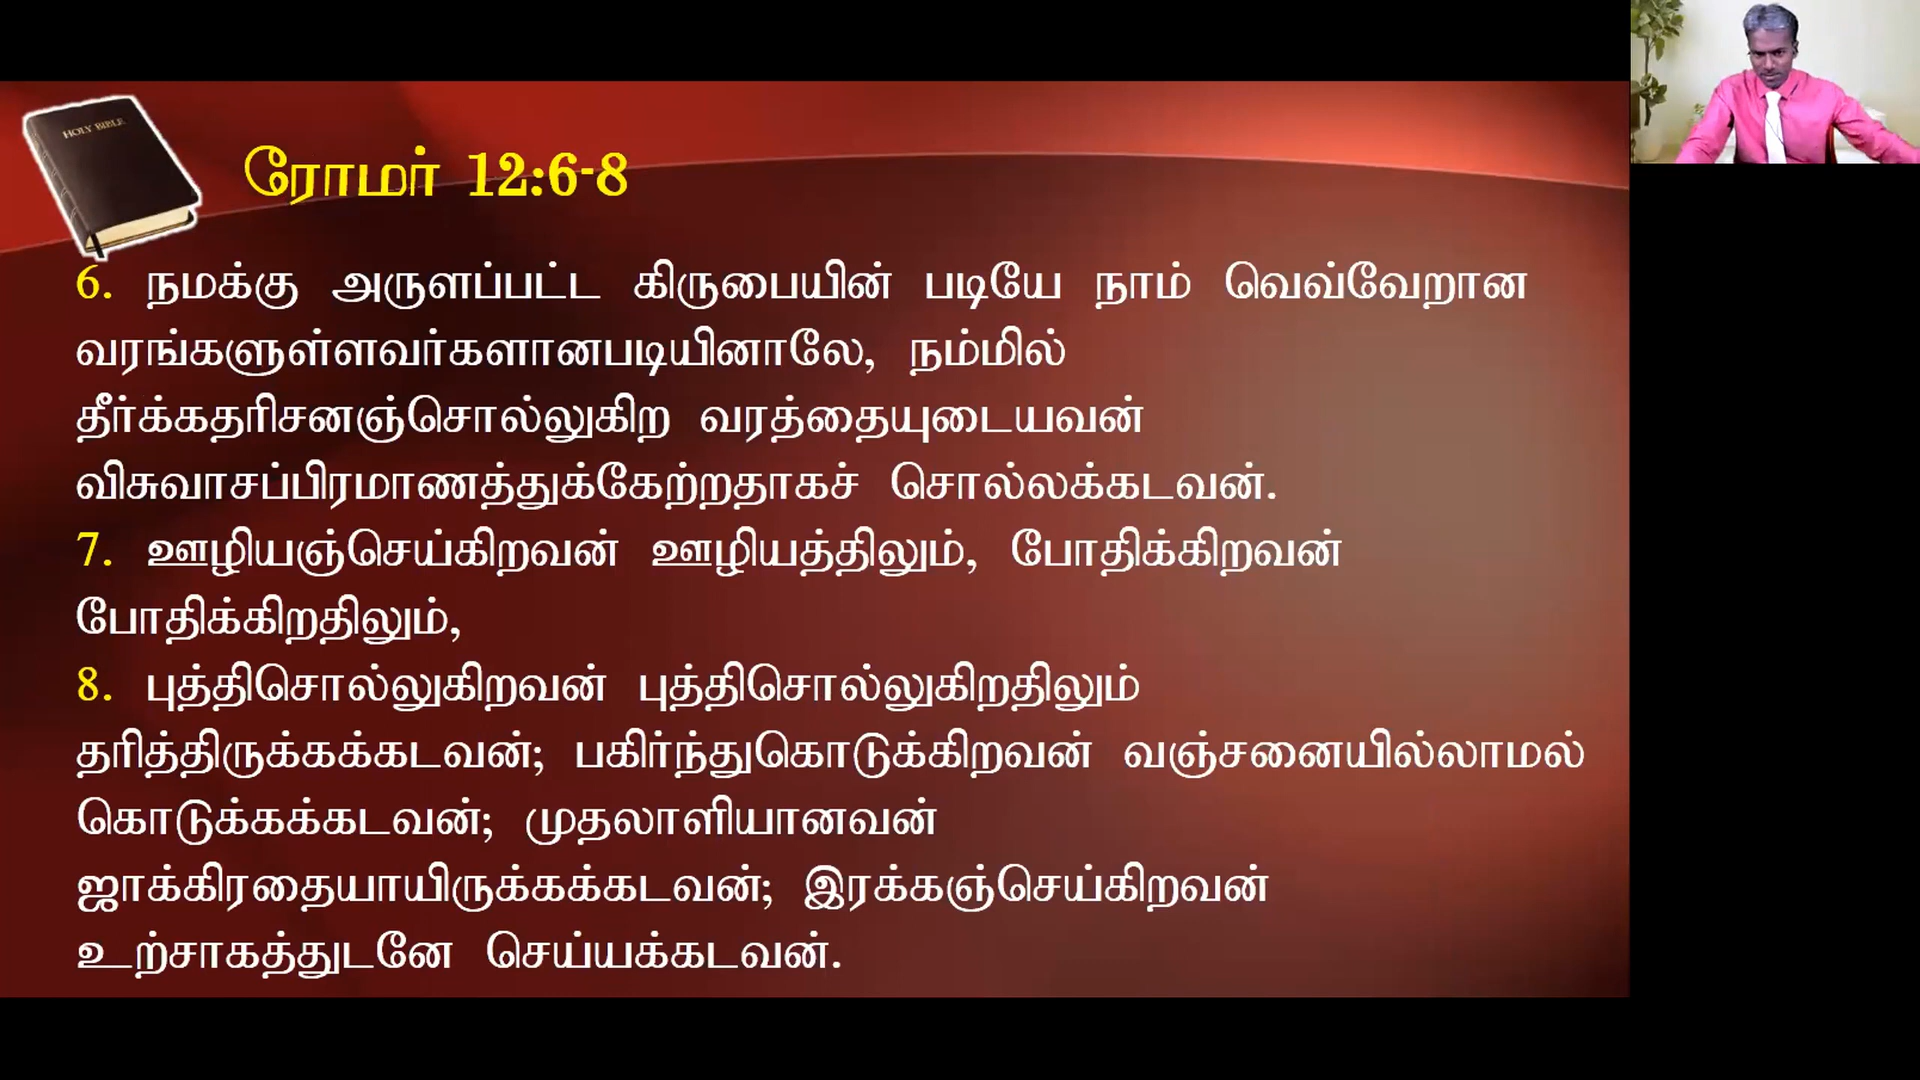 HOLY BIBLE
ரோமர் 12:6-8
6. நமக்கு அருளப்பட்ட கிருபையின் படியே நாம் வெவ்வேறான
வரங்களுள்ளவர்களானபடியினாலே, நம்மில்
தீர்க்கதரிசனஞ்சொல்லுகிற வரத்தையுடையவன்
விசுவாசப்பிரமாணத்துக்கேற்றதாகச் சொல்லக்கடவன்.
7. ஊழியஞ்செய்கிறவன் ஊழியத்திலும், போதிக்கிறவன்
போதிக்கிறதிலும்,
8. புத்திசொல்லுகிறவன் புத்திசொல்லுகிறதிலும்
தரித்திருக்கக்கடவன்; பகிர்ந்துகொடுக்கிறவன் வஞ்சனையில்லாமல்
கொடுக்கக்கடவன்; முதலாளியானவன்
ஜாக்கிரதையாயிருக்கக்கடவன்; இரக்கஞ்செய்கிறவன்
உற்சாகத்துடனே செய்யக்கடவன்.